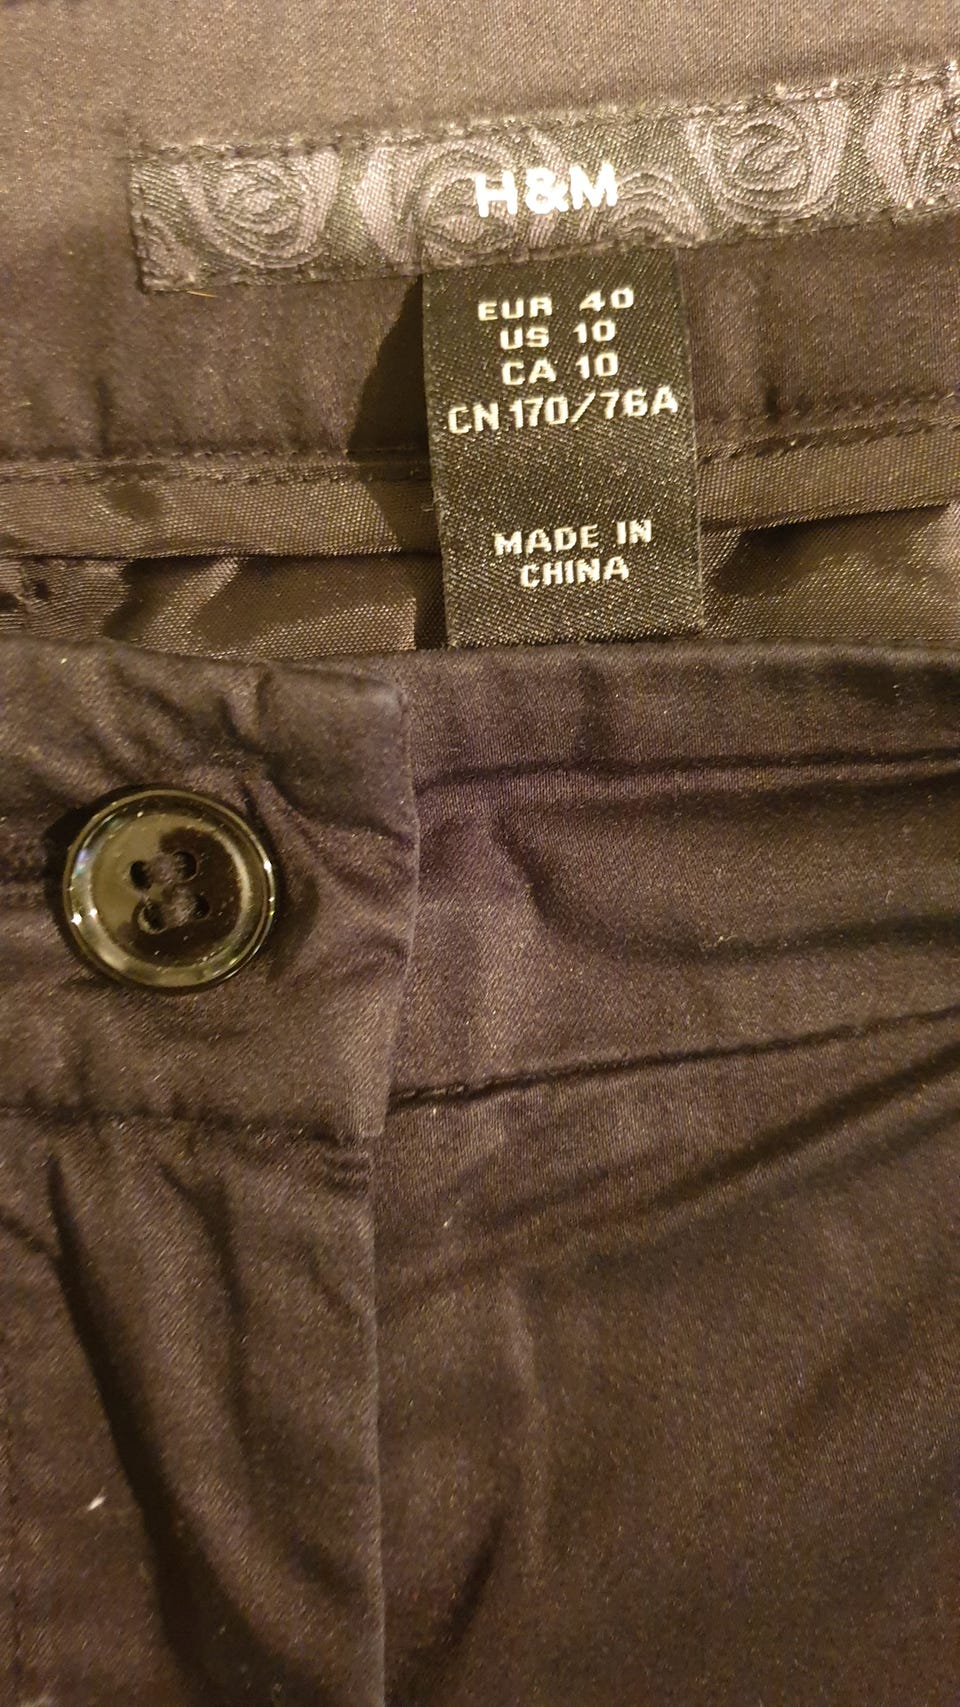 H&M
EUR 40
US 10
CA 10
CN 170/76A
MADE IN
CHINA